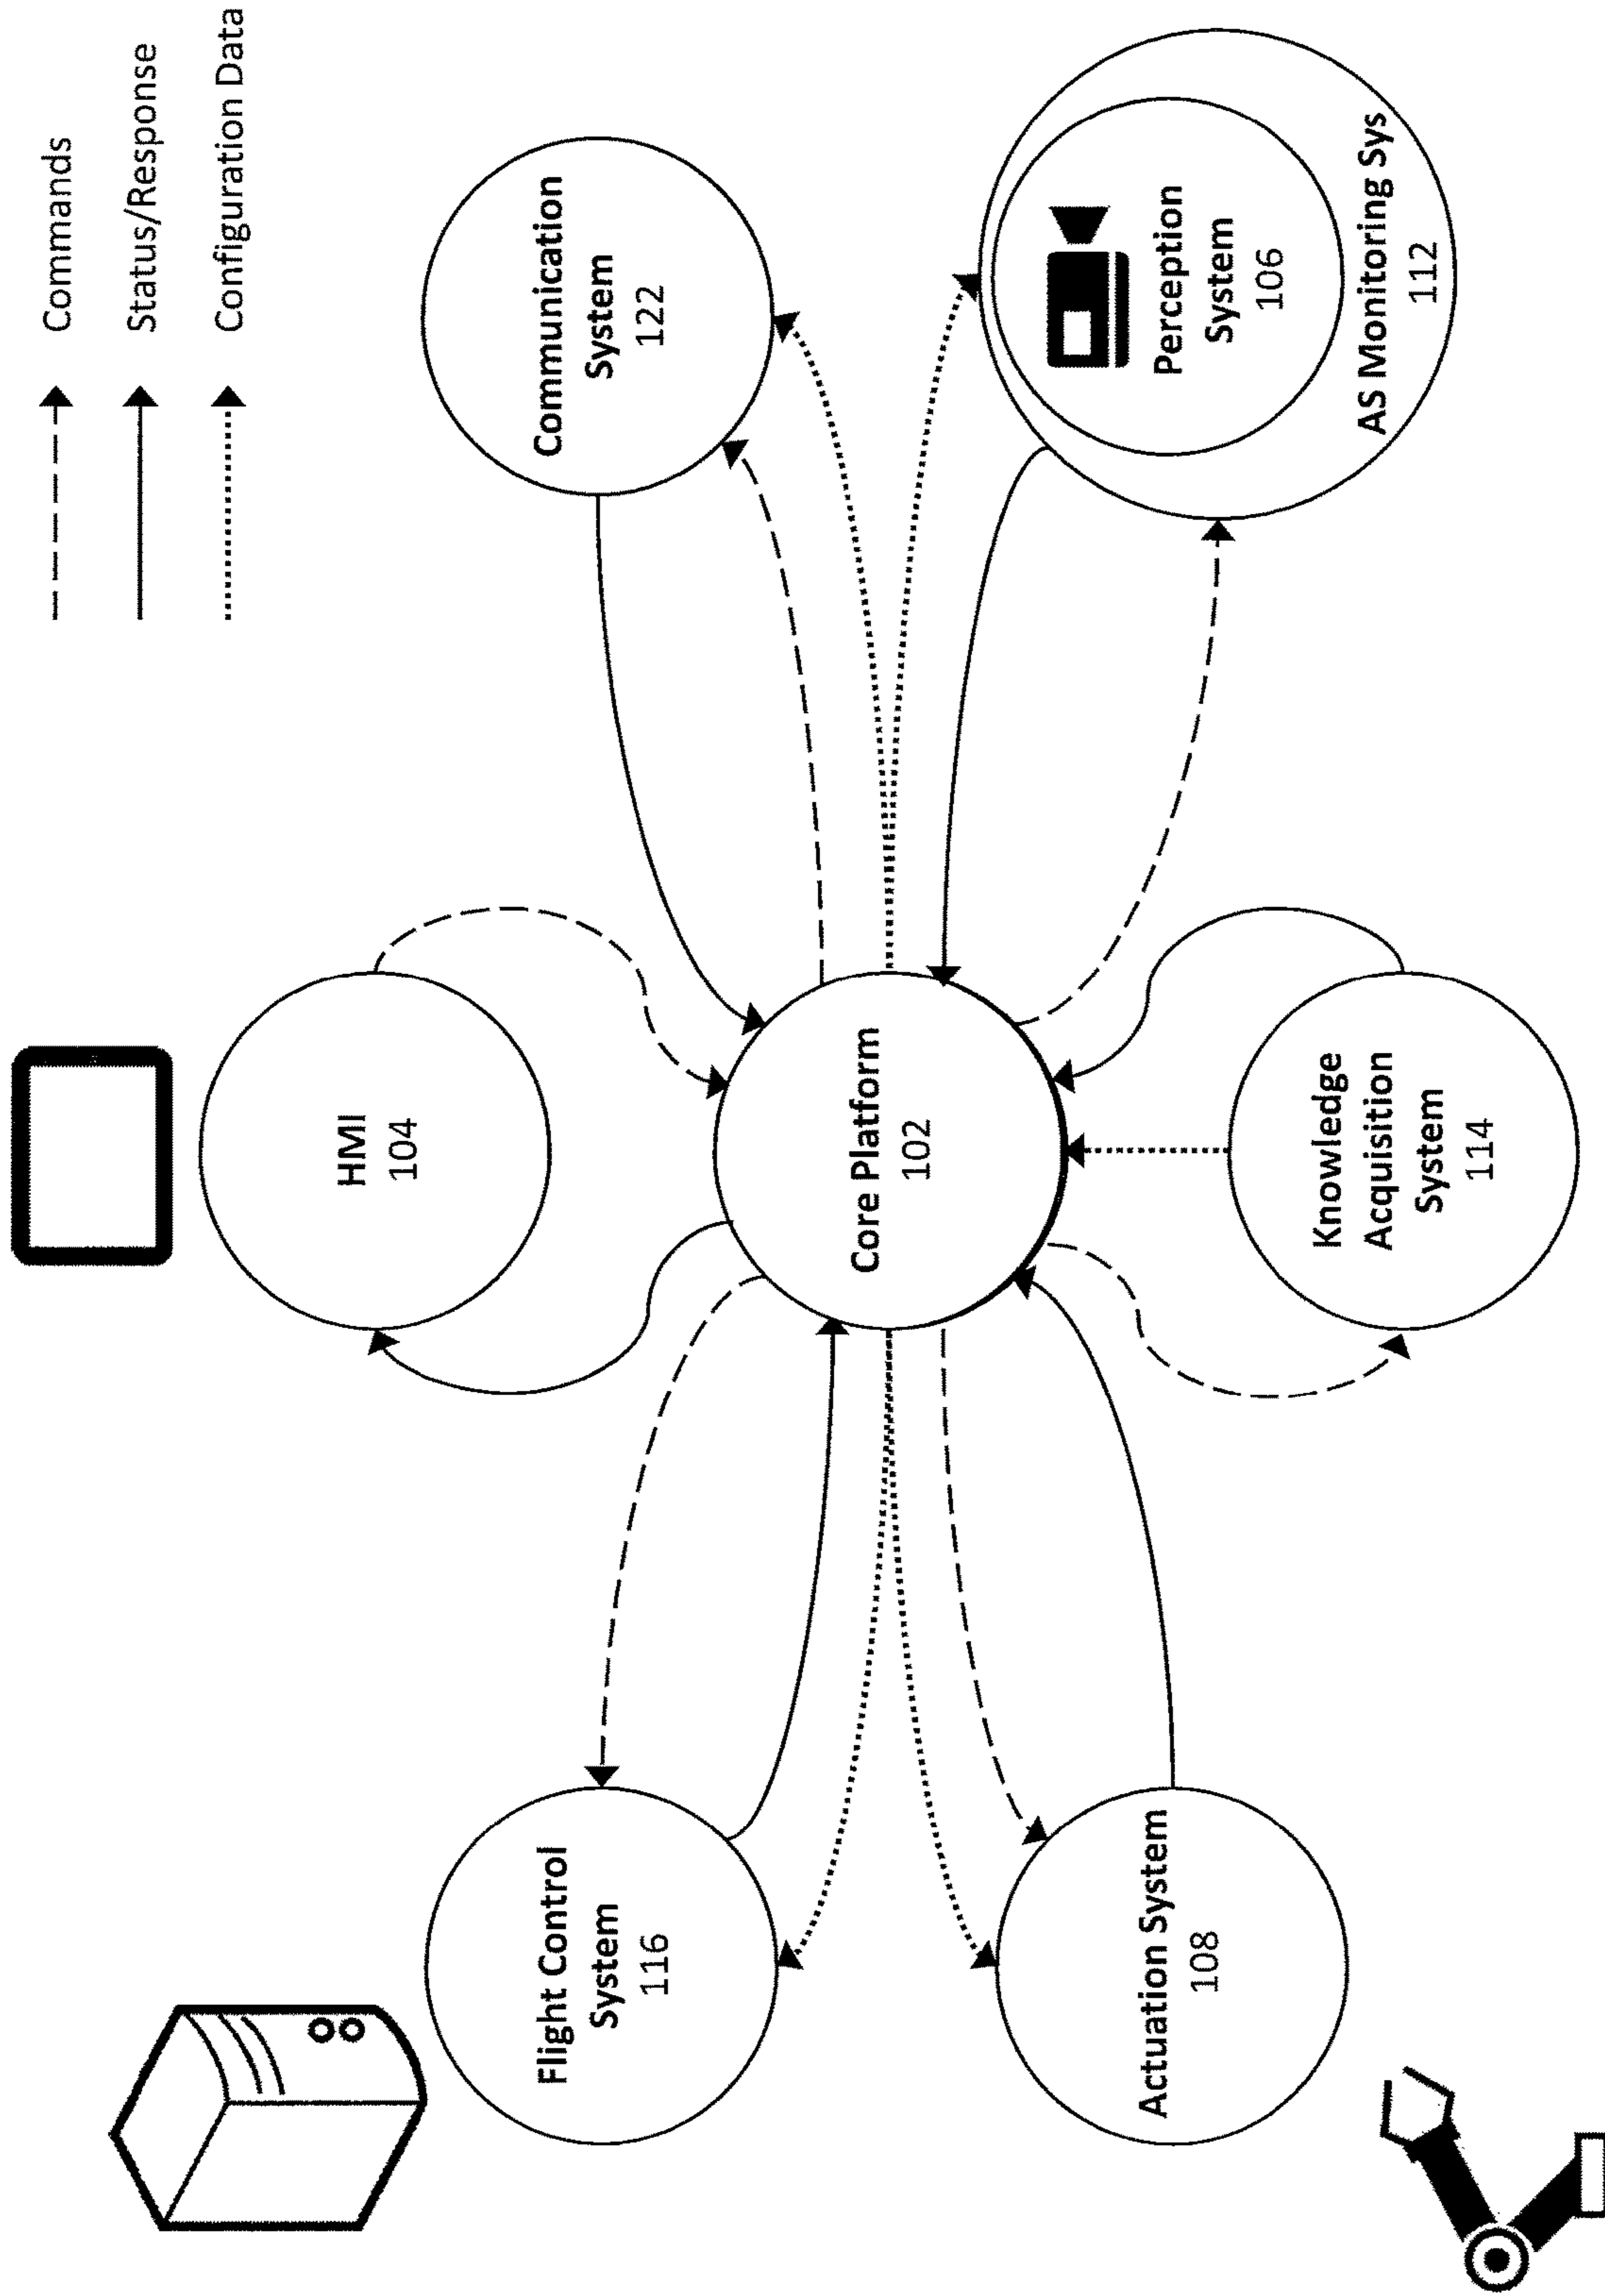 Commands
Status/Response
Configuration Data
HMI
104
Flight Control
System
116
Communication
System
122
Core Platform
102
Actuation System
108
Knowledge
Acquisition
System
114
Perception
System
106
AS Monitoring Sys
112